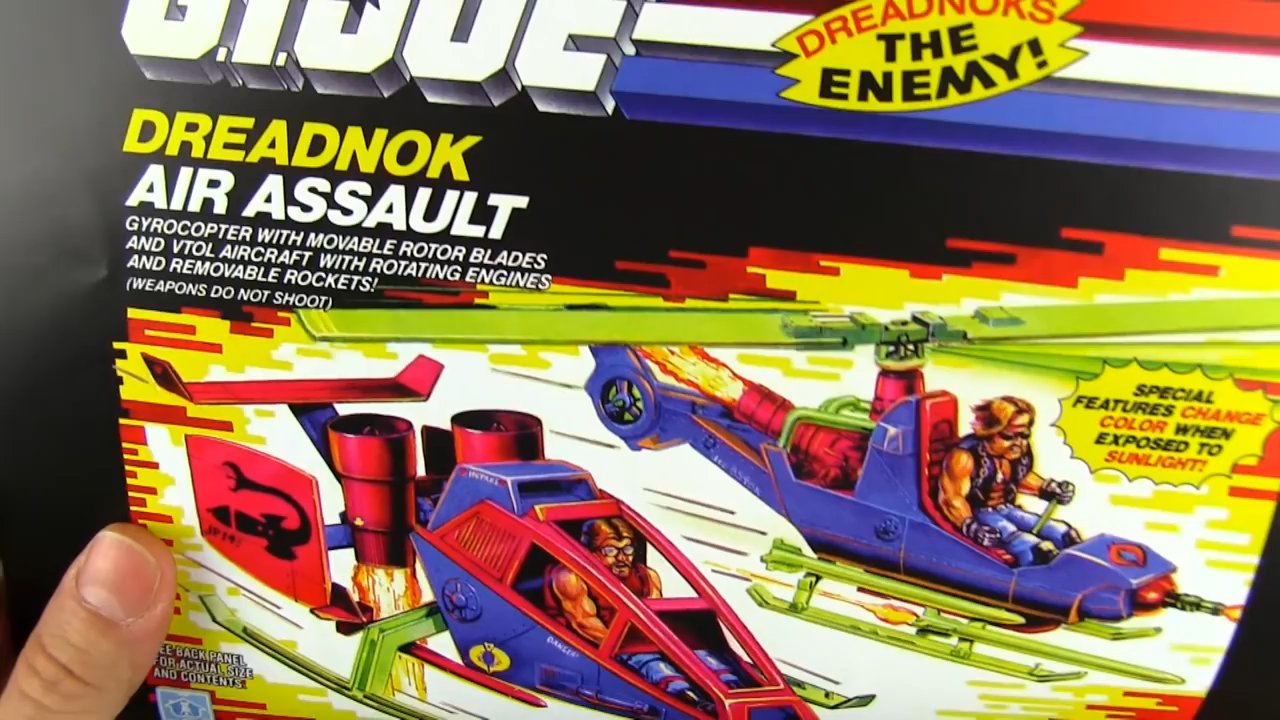 G.I. JOE
DREADNOKS
THE
ENEMY!
DREADNOK
AIR ASSAULT
GYROCOPTER WITH MOVABLE ROTOR BLADES
AND VTOL AIRCRAFT WITH ROTATING ENGINES
AND REMOVABLE ROCKETS!
(WEAPONS DO NOT SHOOT)
SPECIAL
FEATURES CHANGE
COLOR WHEN
EXPOSED TO
SUNLIGHT!
DANGER
EE BACK PANEL
FOR ACTUAL SIZE
AND CONTENTS.